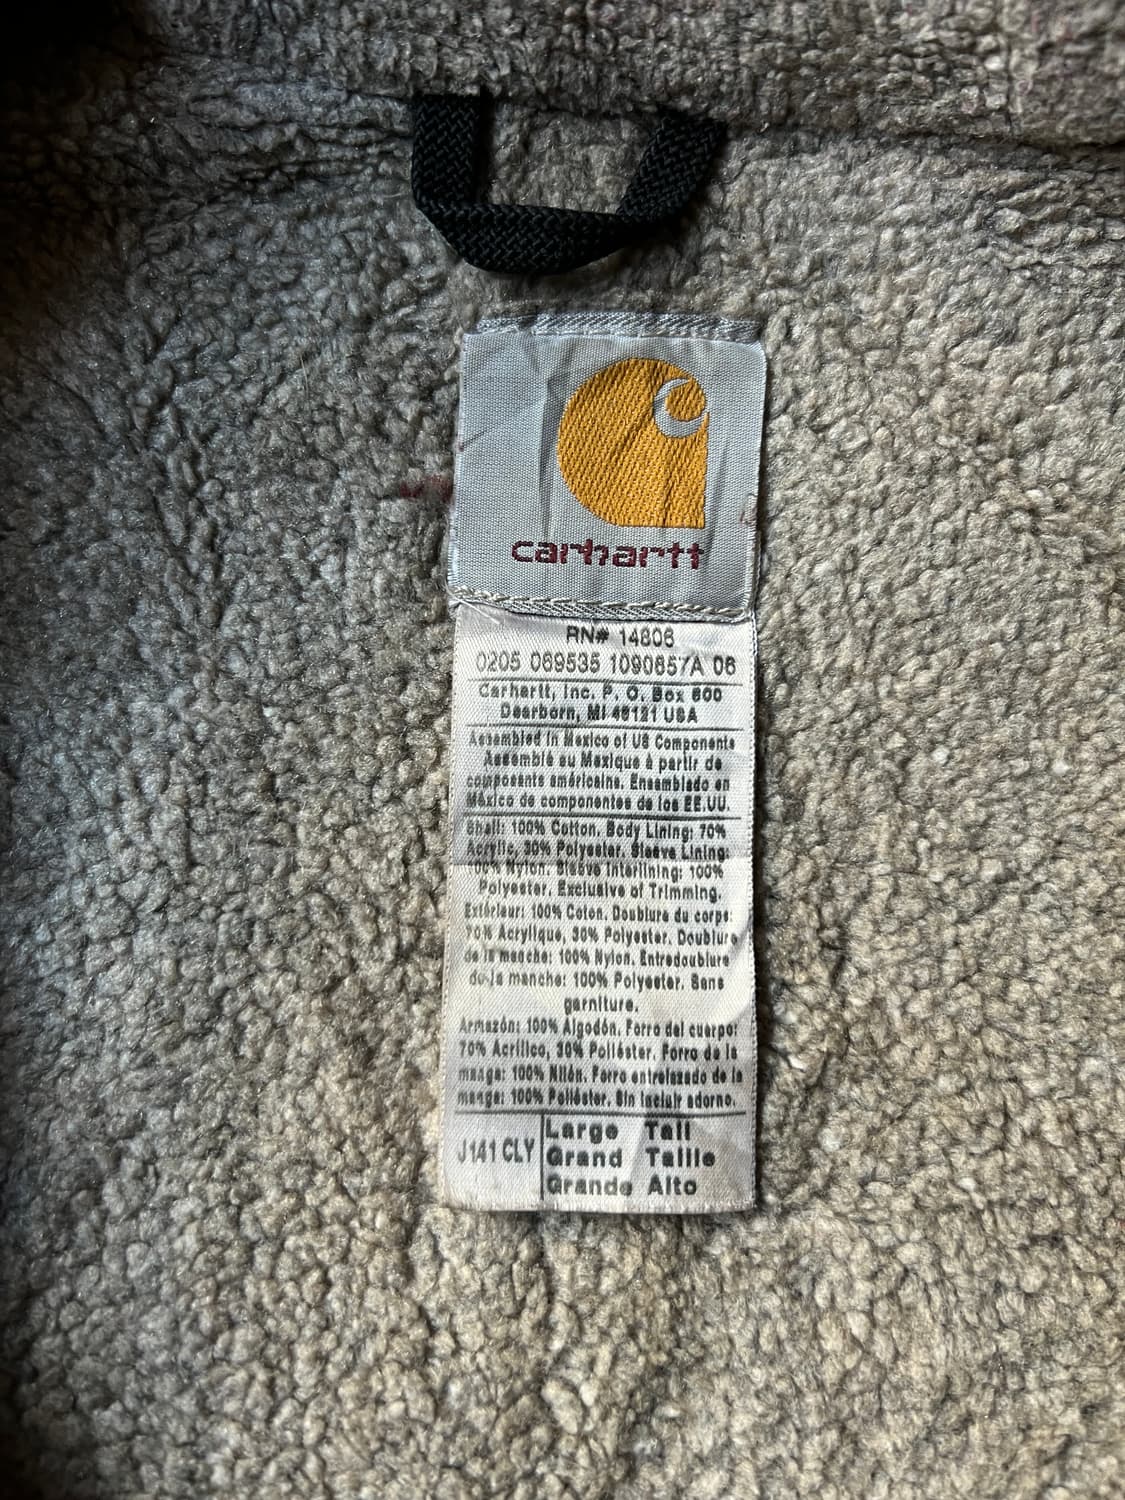 carhartt
RN# 14806
0205 069535 1090857A 06
Carhartt, Inc. P. O. Box 600
Dearborn, MI 48121 USA
Assembled in Mexico of US Components
Assemblé au Mexique à partir de
composants américains. Ensamblado en
México de componentes de los EE.UU.
Shell: 100% Cotton. Body Lining: 70%
Acrylic, 30% Polyester. Sleeve Lining:
100% Nylon. Sleeve Interlining: 100%
Polyester. Exclusive of Trimming.
Extérieur: 100% Coton. Doublure du corps:
70% Acrylique, 30% Polyester. Doublure
de la manche: 100% Nylon. Entredoublure
de la manche: 100% Polyester. Sans
garniture.
Armazón: 100% Algodón. Forro del cuerpo:
70% Acrílico, 30% Poliéster. Forro de la
manga: 100% Nilón. Forro entrelazado de la
manga: 100% Poliéster. Sin incluir adorno.
J141 CLY
Large Tall
Grand Taille
Grande Alto